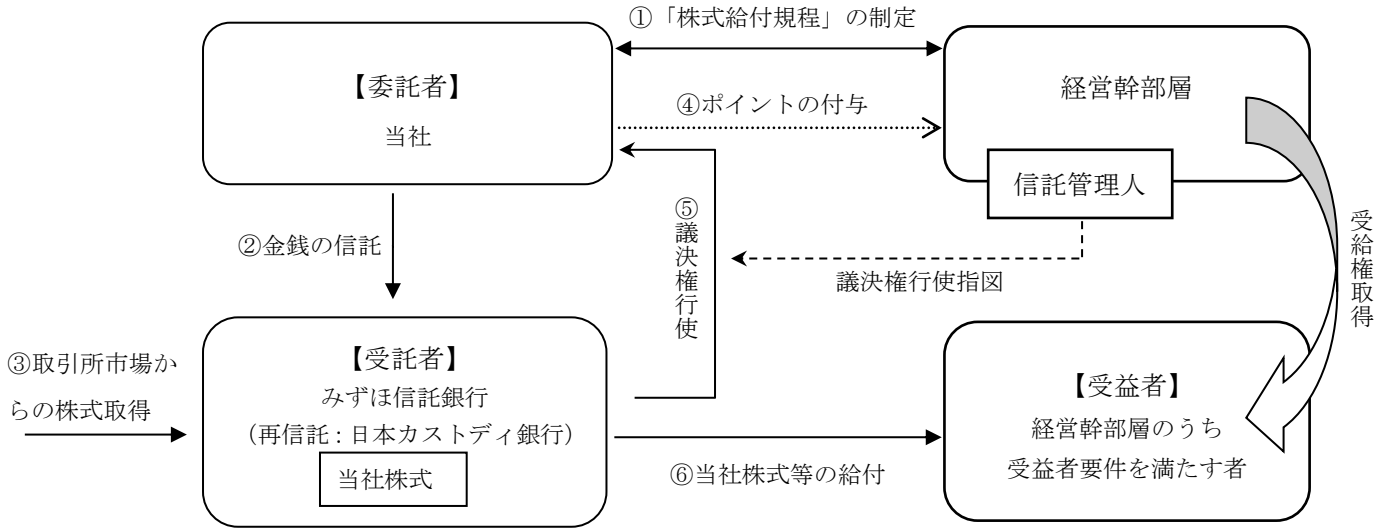 ①「株式給付規程」の制定
【委託者】
当社
④ポイントの付与
経営幹部層
信託管理人
②金銭の信託
⑤議決権行使
議決権行使指図
受給権取得
③取引所市場か
らの株式取得
【受託者】
みずほ信託銀行
（再信託：日本カストディ銀行）
当社株式
⑥当社株式等の給付
【受益者】
経営幹部層のうち
受益者要件を満たす者